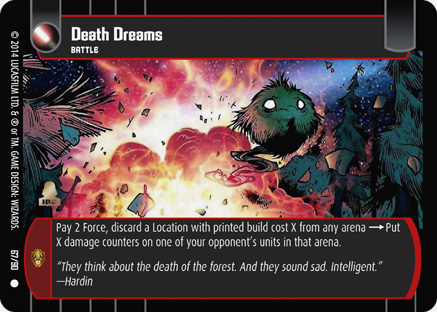 Death Dreams
BATTLE
Pay 2 Force, discard a Location with printed build cost X from any arena → Put
X damage counters on one of your opponent's units in that arena.
"They think about the death of the forest. And they sound sad. Intelligent."
—Hardin
© 2014 LUCASFILM LTD. & ® or TM. GAME DESIGN: WIZARDS.